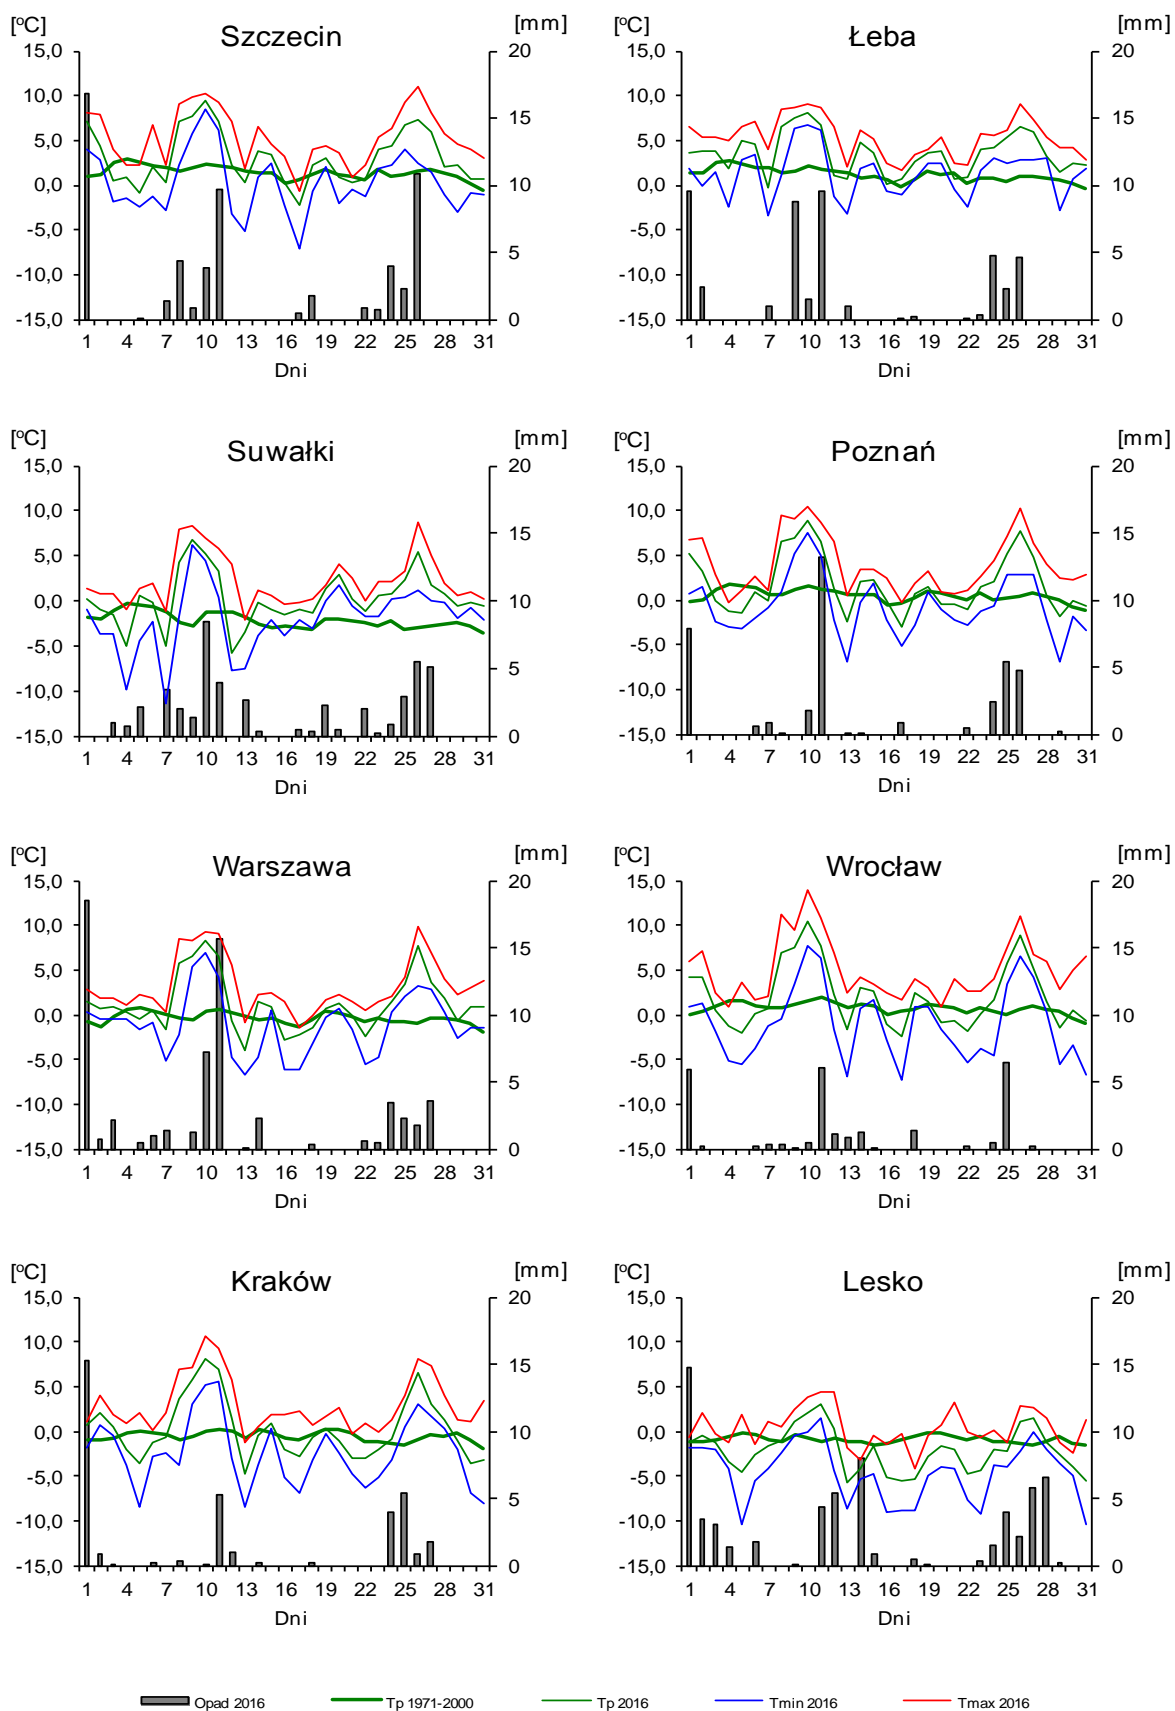 [ºC] Szczecin [mm]
15,0 20
10,0 15
5,0
0,0 10
-5,0
-10,0 5
-15,0 0
1 4 7 10 13 16 19 22 25 28 31
Dni
[ºC] Łeba [mm]
15,0 20
10,0 15
5,0
0,0 10
-5,0
-10,0 5
-15,0 0
1 4 7 10 13 16 19 22 25 28 31
Dni
[ºC] Suwałki [mm]
15,0 20
10,0 15
5,0
0,0 10
-5,0
-10,0 5
-15,0 0
1 4 7 10 13 16 19 22 25 28 31
Dni
[ºC] Poznań [mm]
15,0 20
10,0 15
5,0
0,0 10
-5,0
-10,0 5
-15,0 0
1 4 7 10 13 16 19 22 25 28 31
Dni
[ºC] Warszawa [mm]
15,0 20
10,0 15
5,0
0,0 10
-5,0
-10,0 5
-15,0 0
1 4 7 10 13 16 19 22 25 28 31
Dni
[ºC] Wrocław [mm]
15,0 20
10,0 15
5,0
0,0 10
-5,0
-10,0 5
-15,0 0
1 4 7 10 13 16 19 22 25 28 31
Dni
[ºC] Kraków [mm]
15,0 20
10,0 15
5,0
0,0 10
-5,0
-10,0 5
-15,0 0
1 4 7 10 13 16 19 22 25 28 31
Dni
[ºC] Lesko [mm]
15,0 20
10,0 15
5,0
0,0 10
-5,0
-10,0 5
-15,0 0
1 4 7 10 13 16 19 22 25 28 31
Dni
Opad 2016 Tp 1971-2000 Tp 2016 Tmin 2016 Tmax 2016